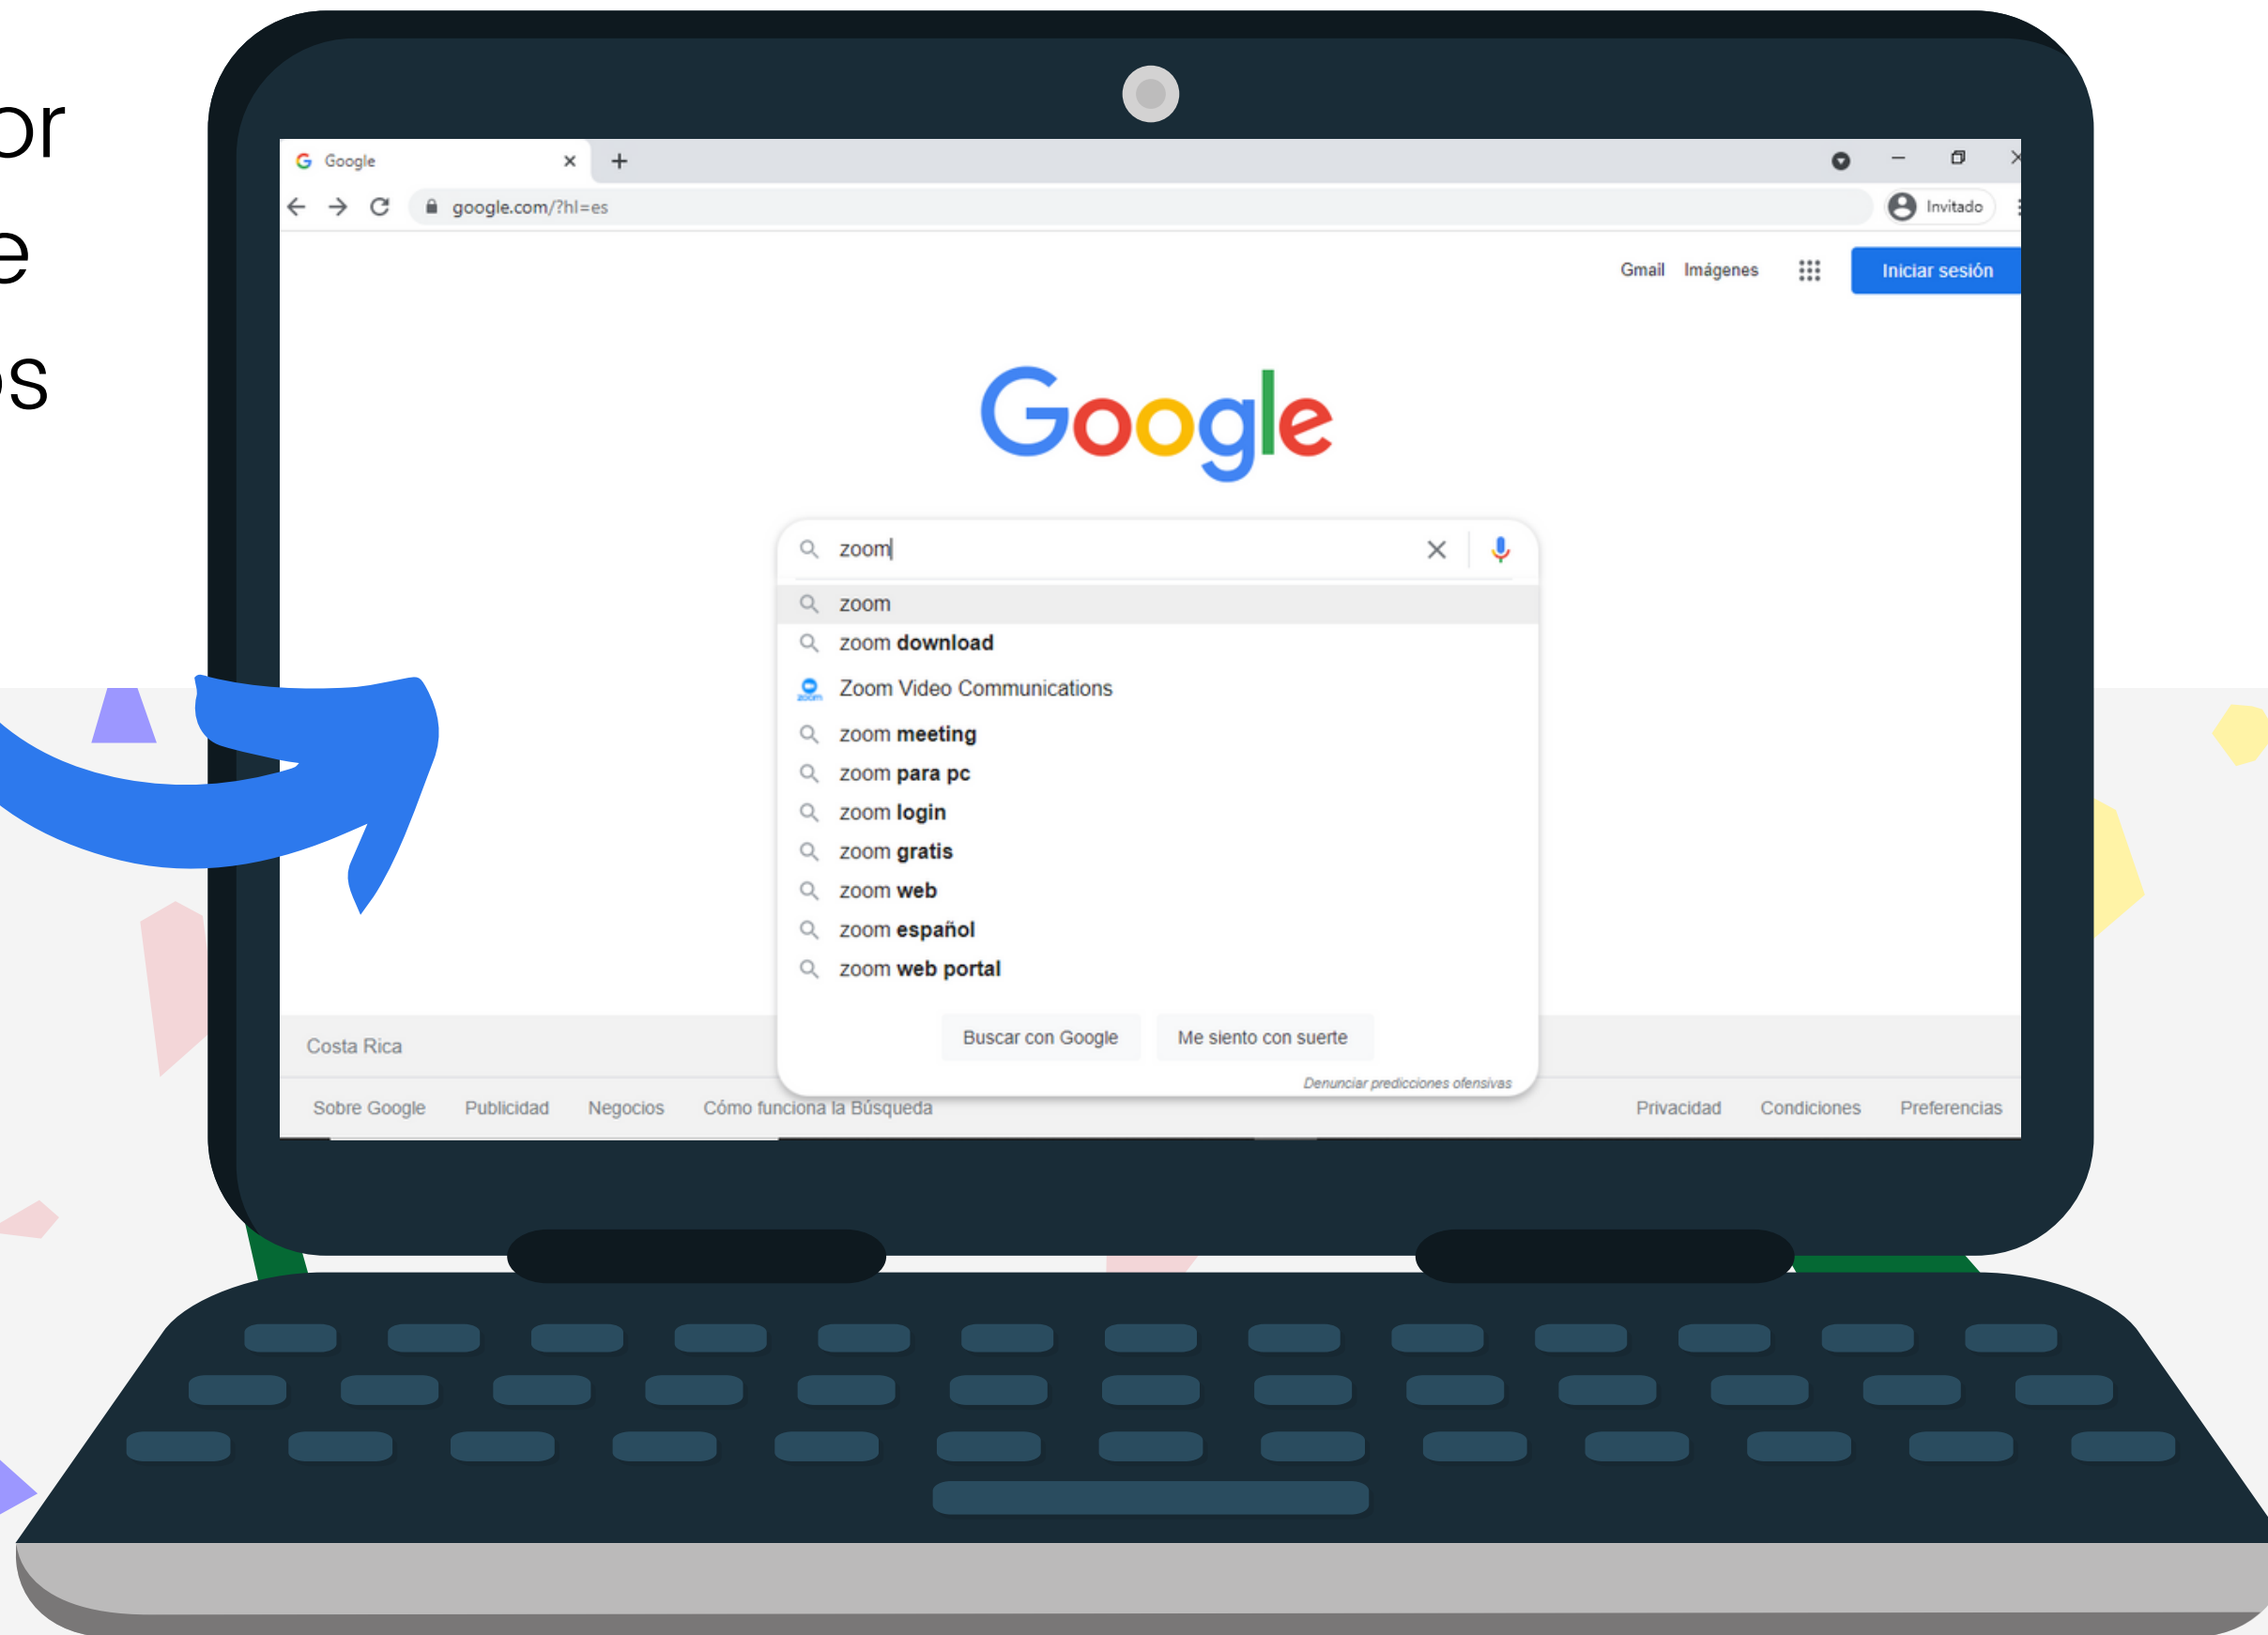 or
e
os
Google
google.com/?hl=es
Invitado
Gmail Imágenes Iniciar sesión
Google
zoom
zoom
zoom download
zoom Zoom Video Communications
zoom meeting
zoom para pc
zoom login
zoom gratis
zoom web
zoom español
zoom web portal
Buscar con Google Me siento con suerte
Denunciar predicciones ofensivas
Costa Rica
Sobre Google Publicidad Negocios Cómo funciona la Búsqueda Privacidad Condiciones Preferencias